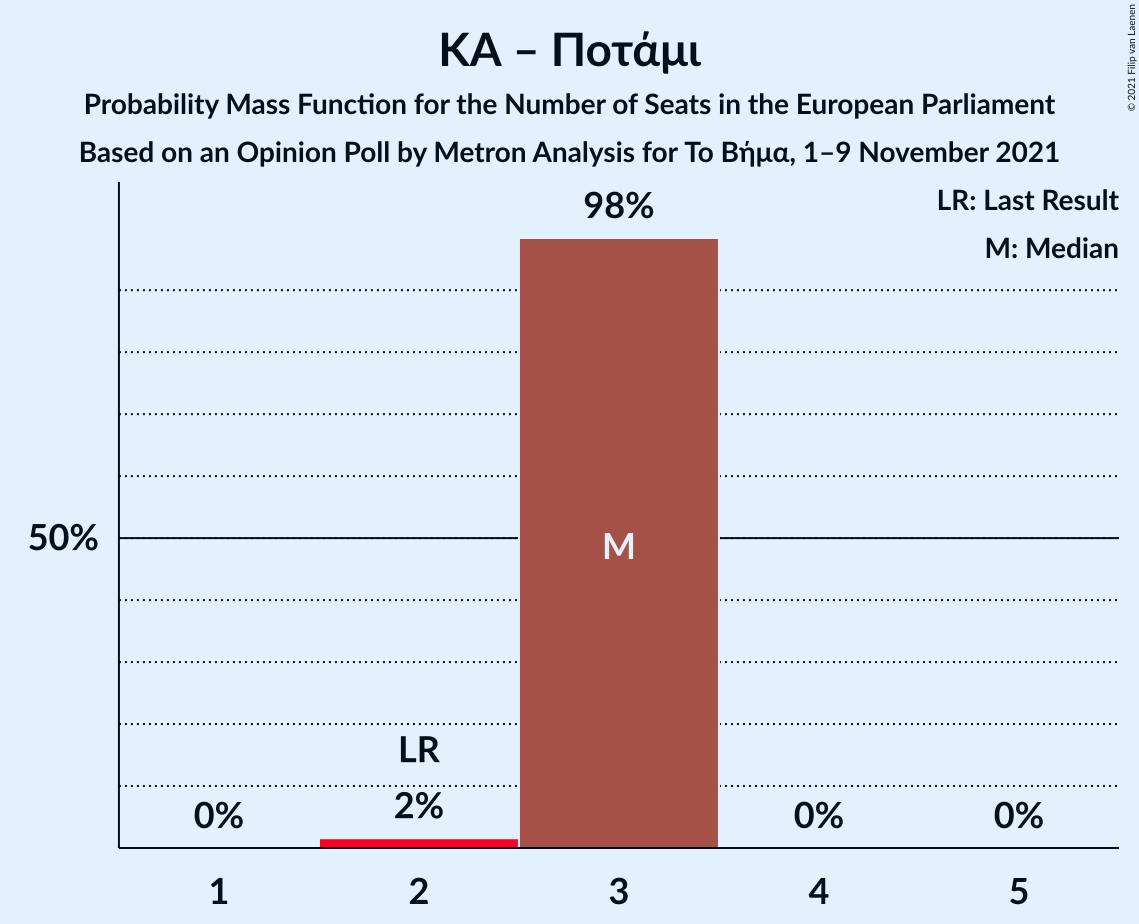 ΚΑ – Ποτάμι
Probability Mass Function for the Number of Seats in the European Parliament
Based on an Opinion Poll by Metron Analysis for Το Βήμα, 1–9 November 2021
© 2021 Filip van Laenen
LR: Last Result
M: Median
98%
50%
M
LR
0%
2%
0%
0%
1
2
3
4
5